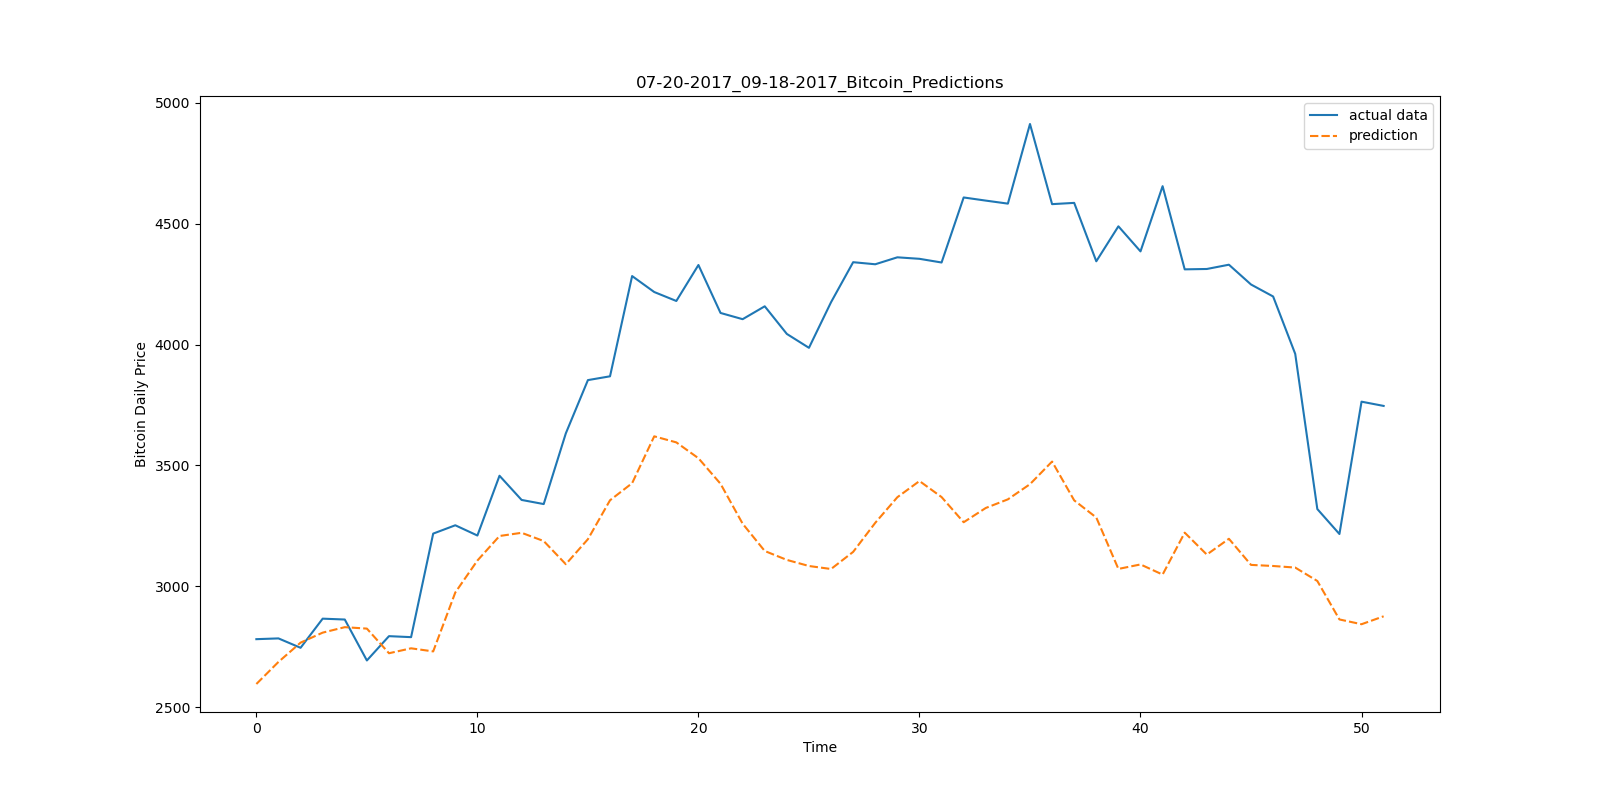 07-20-2017_09-18-2017_Bitcoin_Predictions
actual data
prediction
5000
4500
4000
3500
3000
2500
Bitcoin Daily Price
0 10 20 30 40 50
Time